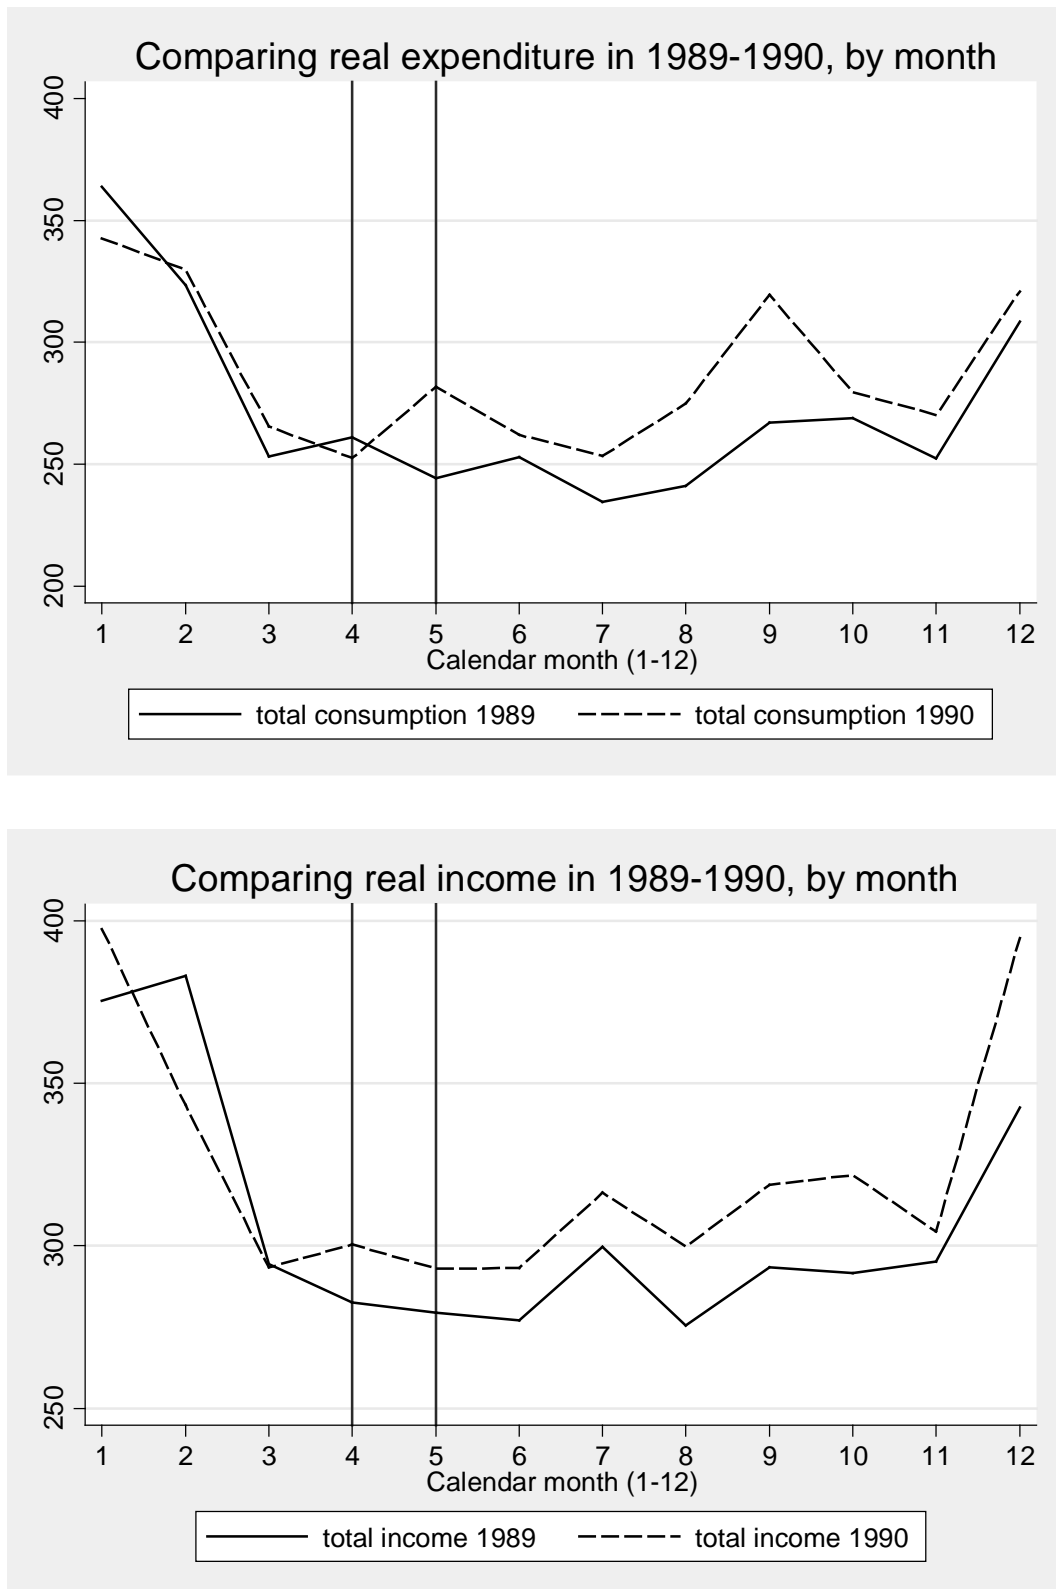 Comparing real expenditure in 1989-1990, by month
400
350
300
250
200
1 2 3 4 5 6 7 8 9 10 11 12
Calendar month (1-12)
total consumption 1989 total consumption 1990
Comparing real income in 1989-1990, by month
400
350
300
250
1 2 3 4 5 6 7 8 9 10 11 12
Calendar month (1-12)
total income 1989 total income 1990